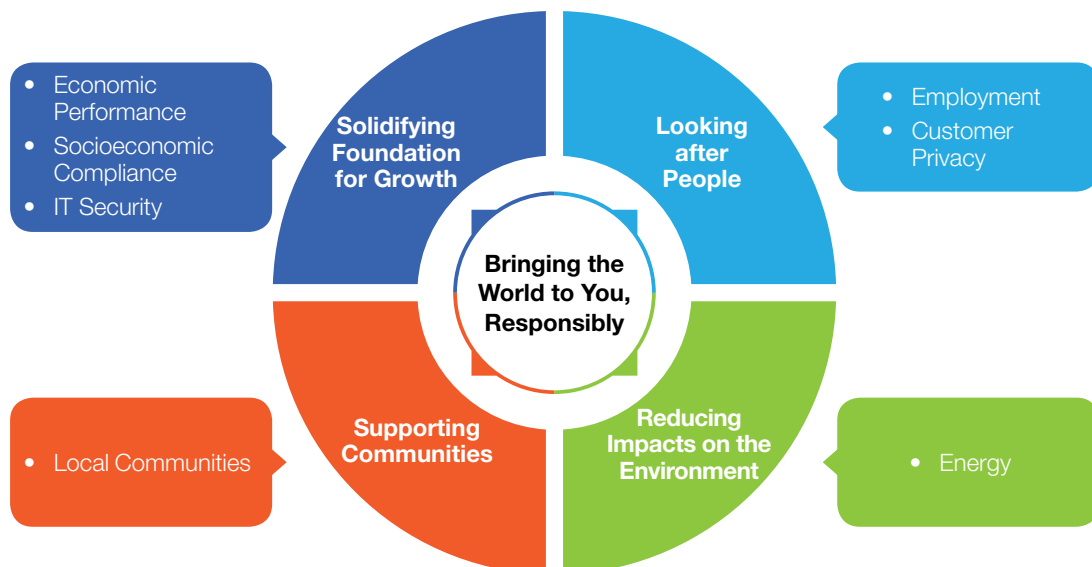 • Economic
Performance
• Socioeconomic
Compliance
• IT Security
Solidifying
Foundation
for Growth
Looking
after
People
• Employment
• Customer
Privacy
Bringing the
World to You,
Responsibly
• Local Communities
Supporting
Communities
Reducing
Impacts on the
Environment
• Energy